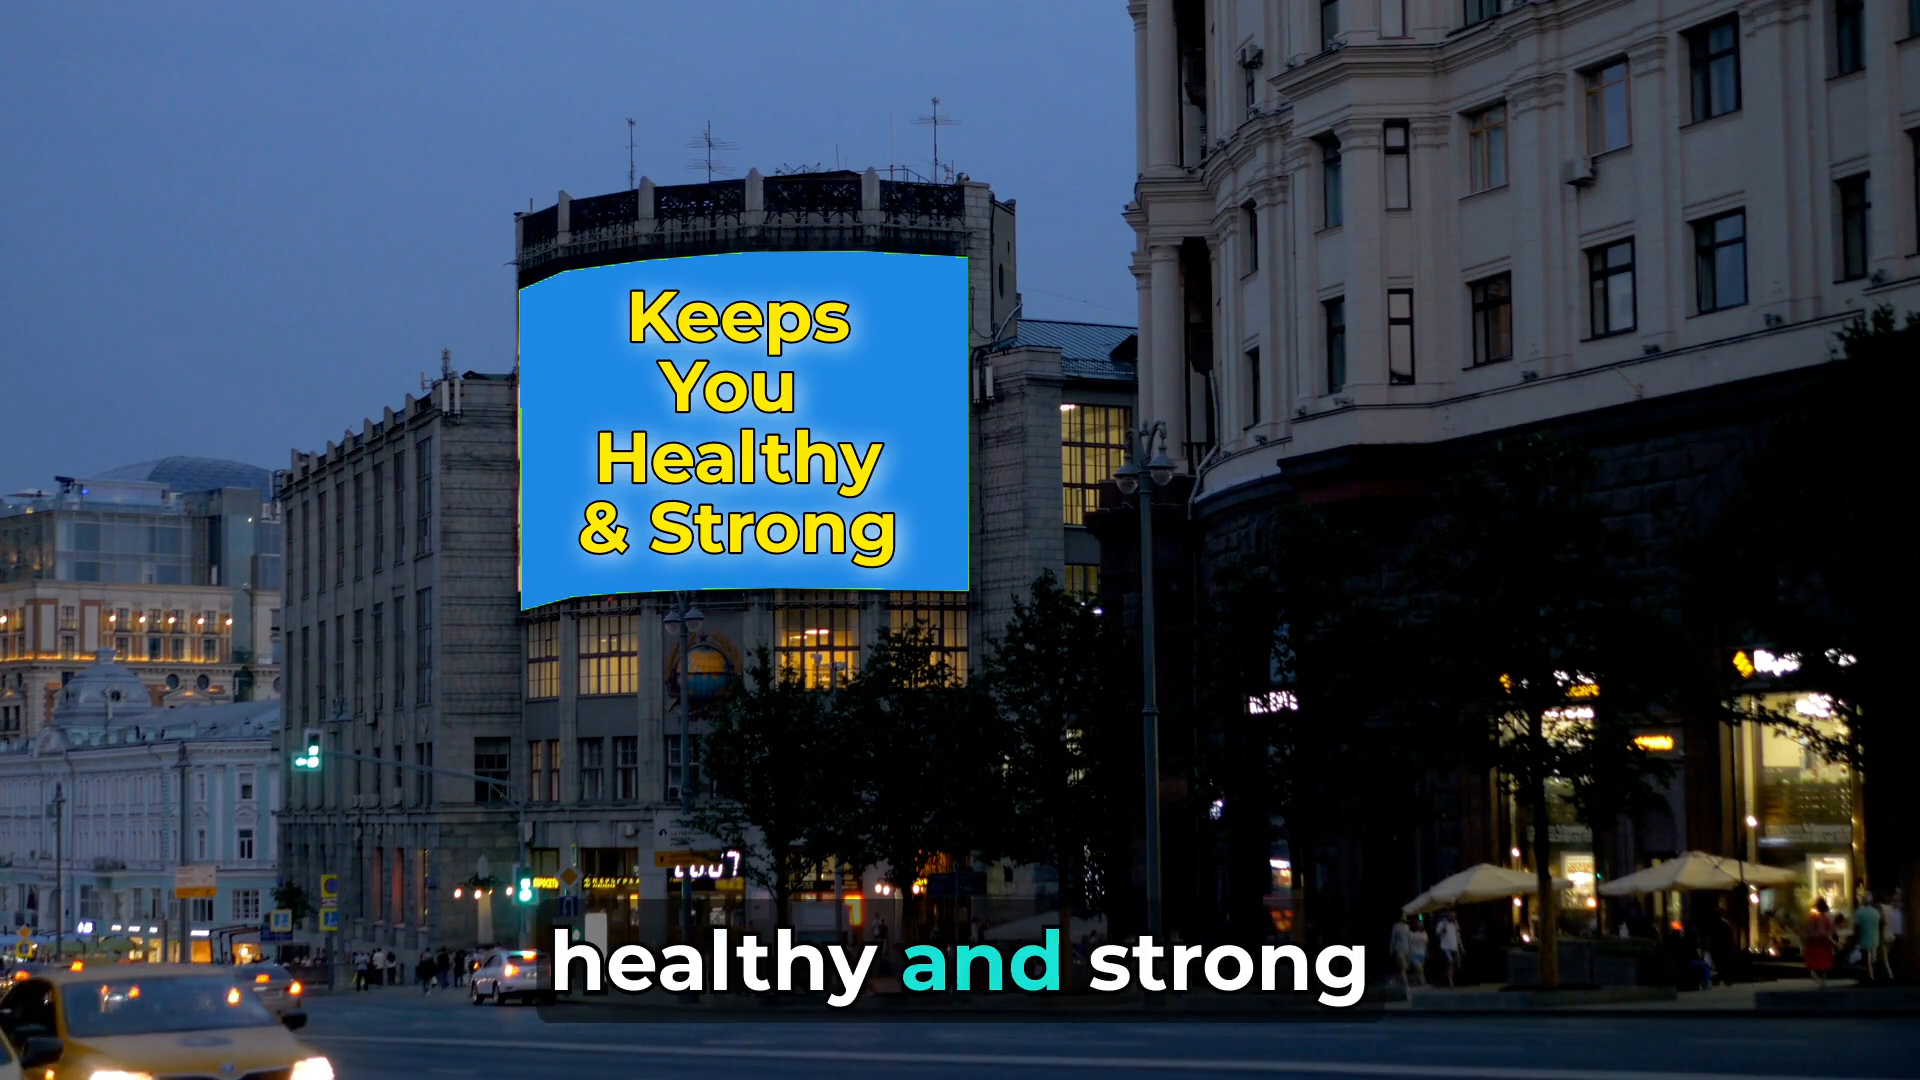 Keeps
You
Healthy
& Strong
healthy and strong